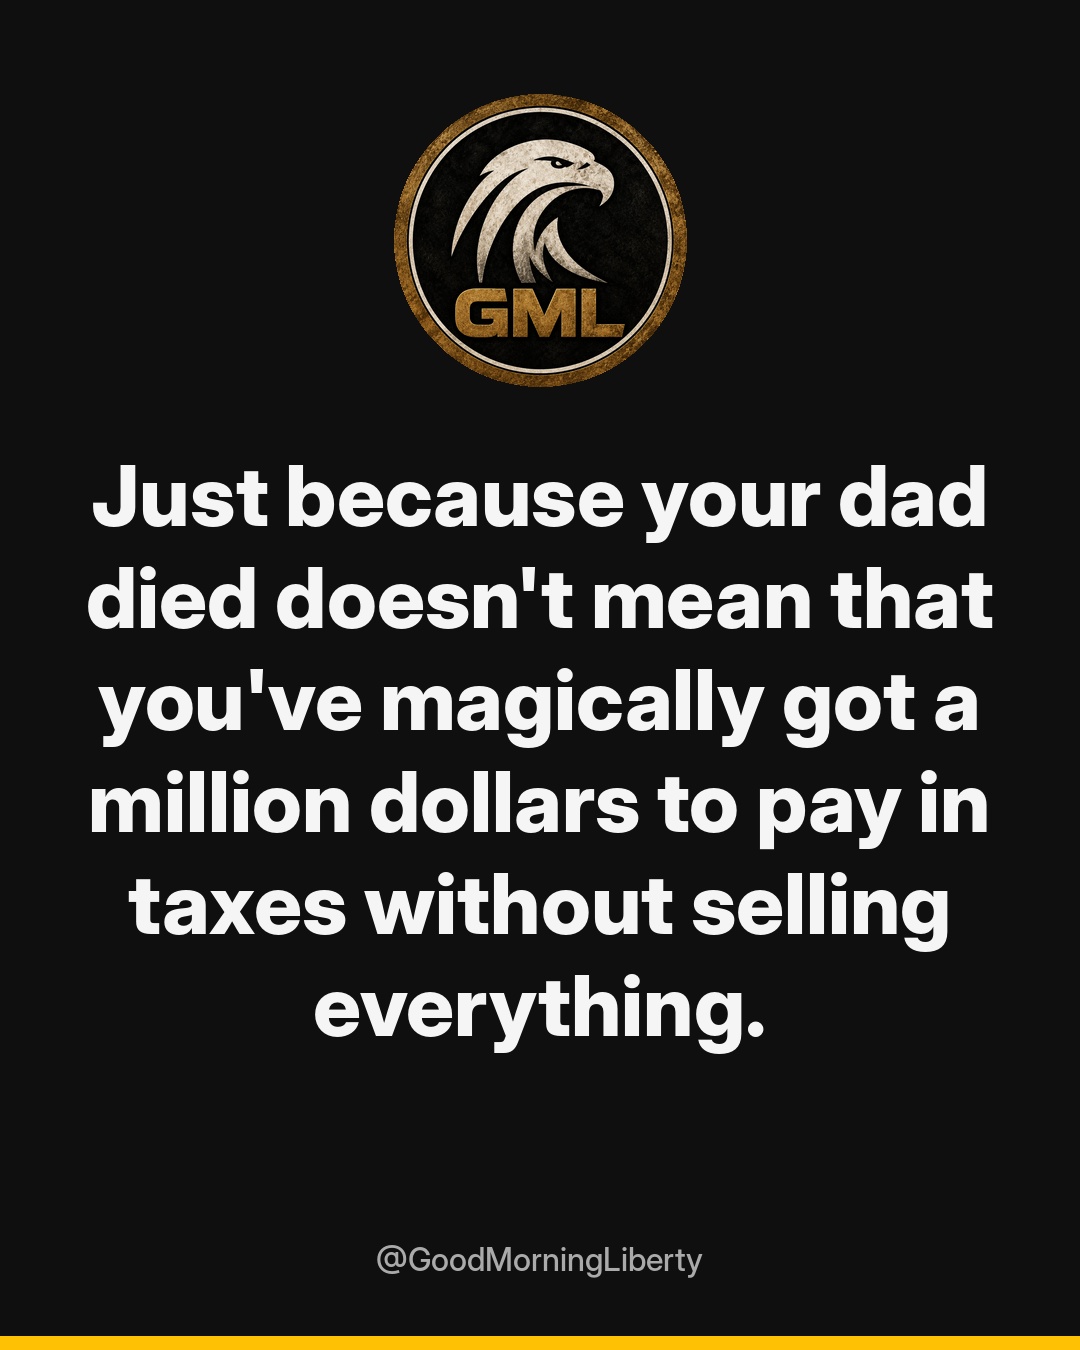 GML
Just because your dad
died doesn't mean that
you've magically got a
million dollars to pay in
taxes without selling
everything.
@GoodMorningLiberty